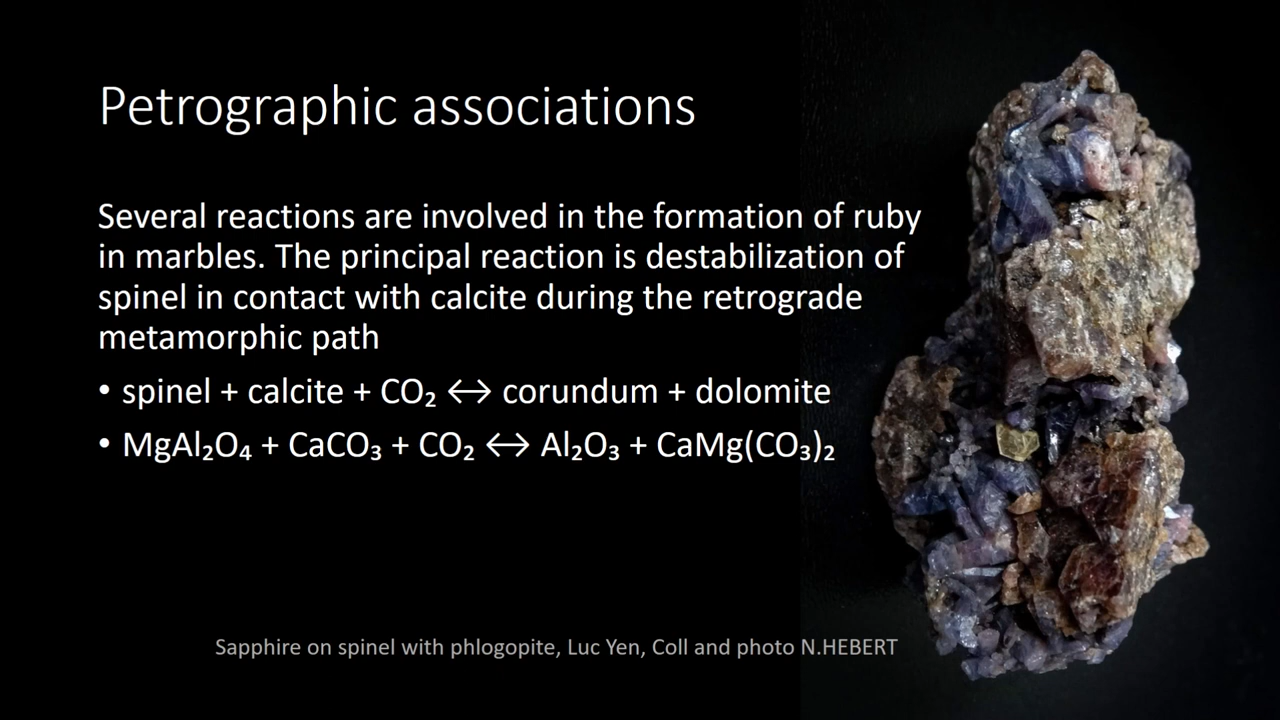 Petrographic associations
Several reactions are involved in the formation of ruby
in marbles. The principal reaction is destabilization of
spinel in contact with calcite during the retrograde
metamorphic path
• spinel + calcite + CO₂ ↔ corundum + dolomite
• MgAl₂O₄ + CaCO₃ + CO₂ ↔ Al₂O₃ + CaMg(CO₃)₂
Sapphire on spinel with phlogopite, Luc Yen, Coll and photo N.HEBERT